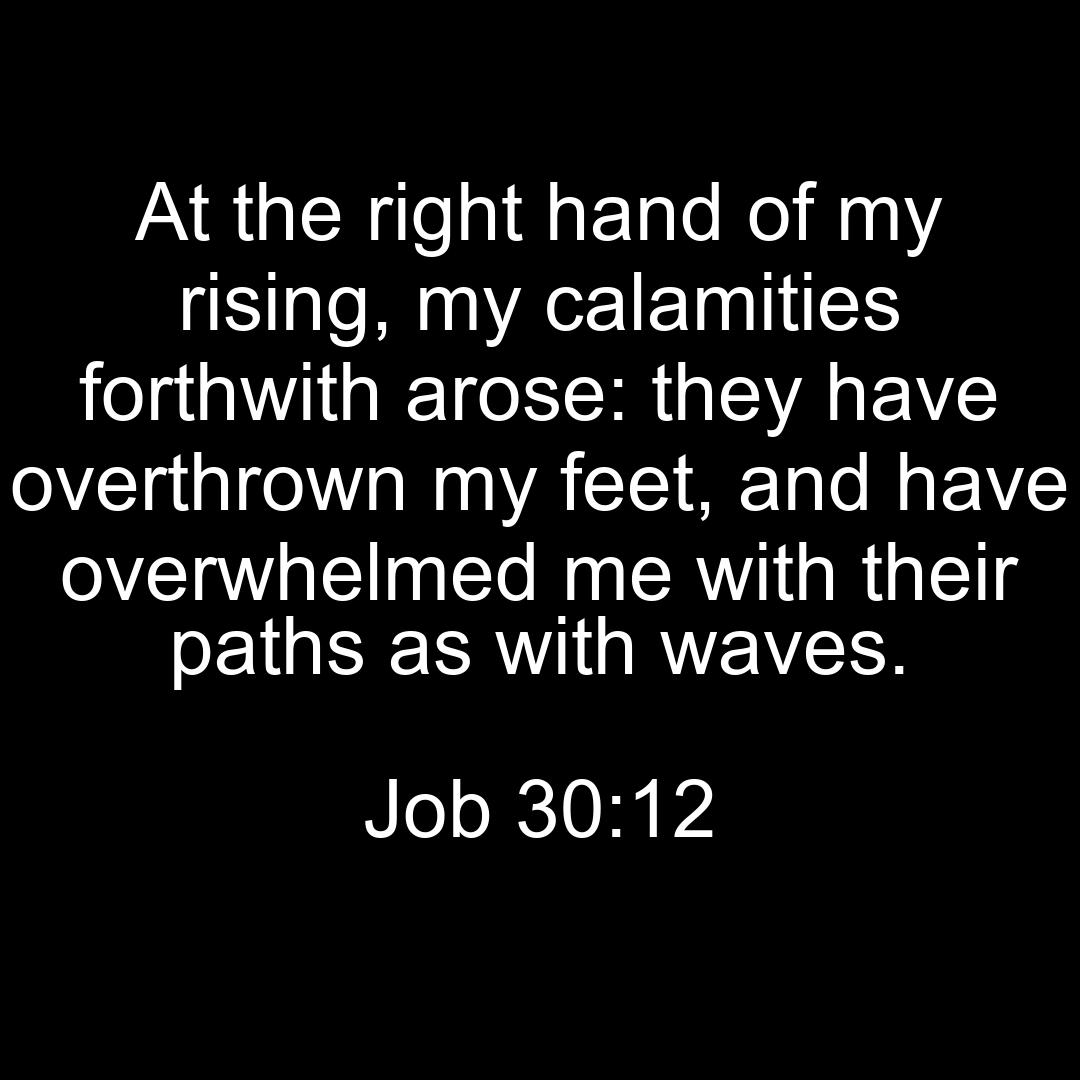 At the right hand of my
rising, my calamities
forthwith arose: they have
overthrown my feet, and have
overwhelmed me with their
paths as with waves.
Job 30:12